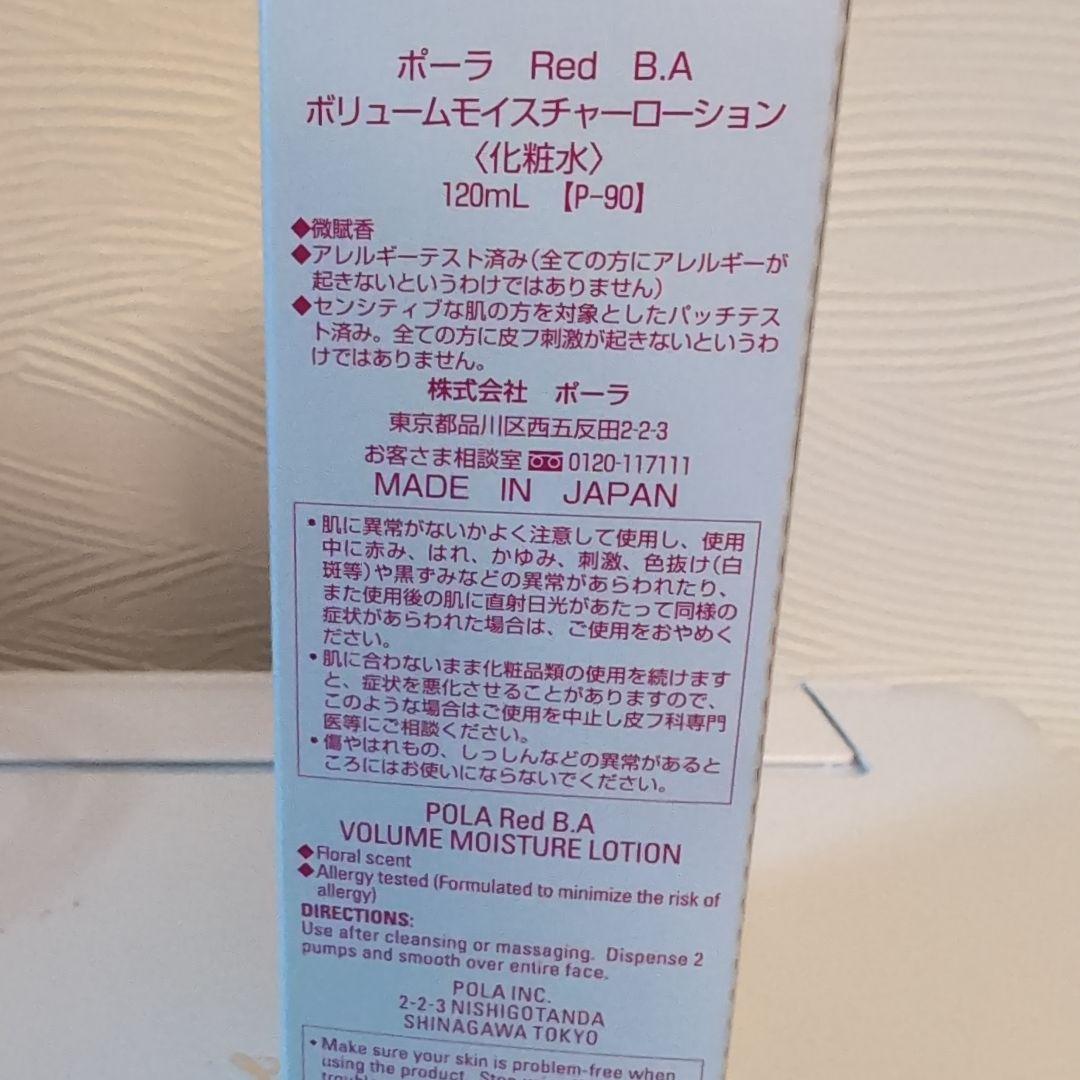 ポーラ Red B.A
ボリュームモイスチャーローション
〈化粧水〉
120mL 【P-90】
◆微賦香
◆アレルギーテスト済み(全ての方にアレルギーが
起きないというわけではありません)
◆センシティブな肌の方を対象としたパッチテス
ト済み。全ての方に皮フ刺激が起きないというわ
けではありません。
株式会社 ポーラ
東京都品川区西五反田2-2-3
お客さま相談室 0120-117111
MADE IN JAPAN
・肌に異常がないかよく注意して使用し、使用
中に赤み、はれ、かゆみ、刺激、色抜け(白
斑等)や黒ずみなどの異常があらわれたり、
また使用後の肌に直射日光があたって同様の
症状があらわれた場合は、ご使用をおやめく
ださい。
・肌に合わないまま化粧品類の使用を続けます
と、症状を悪化させることがありますので、
このような場合はご使用を中止し皮フ科専門
医等にご相談ください。
・傷やはれもの、しっしんなどの異常があると
ころにはお使いにならないでください。
POLA Red B.A
VOLUME MOISTURE LOTION
◆Floral scent
◆Allergy tested (Formulated to minimize the risk of
allergy)
DIRECTIONS:
Use after cleansing or massaging. Dispense 2
pumps and smooth over entire face.
POLA INC.
2-2-3 NISHIGOTANDA
SHINAGAWA TOKYO
• Make sure your skin is problem-free when
using the product. Stop